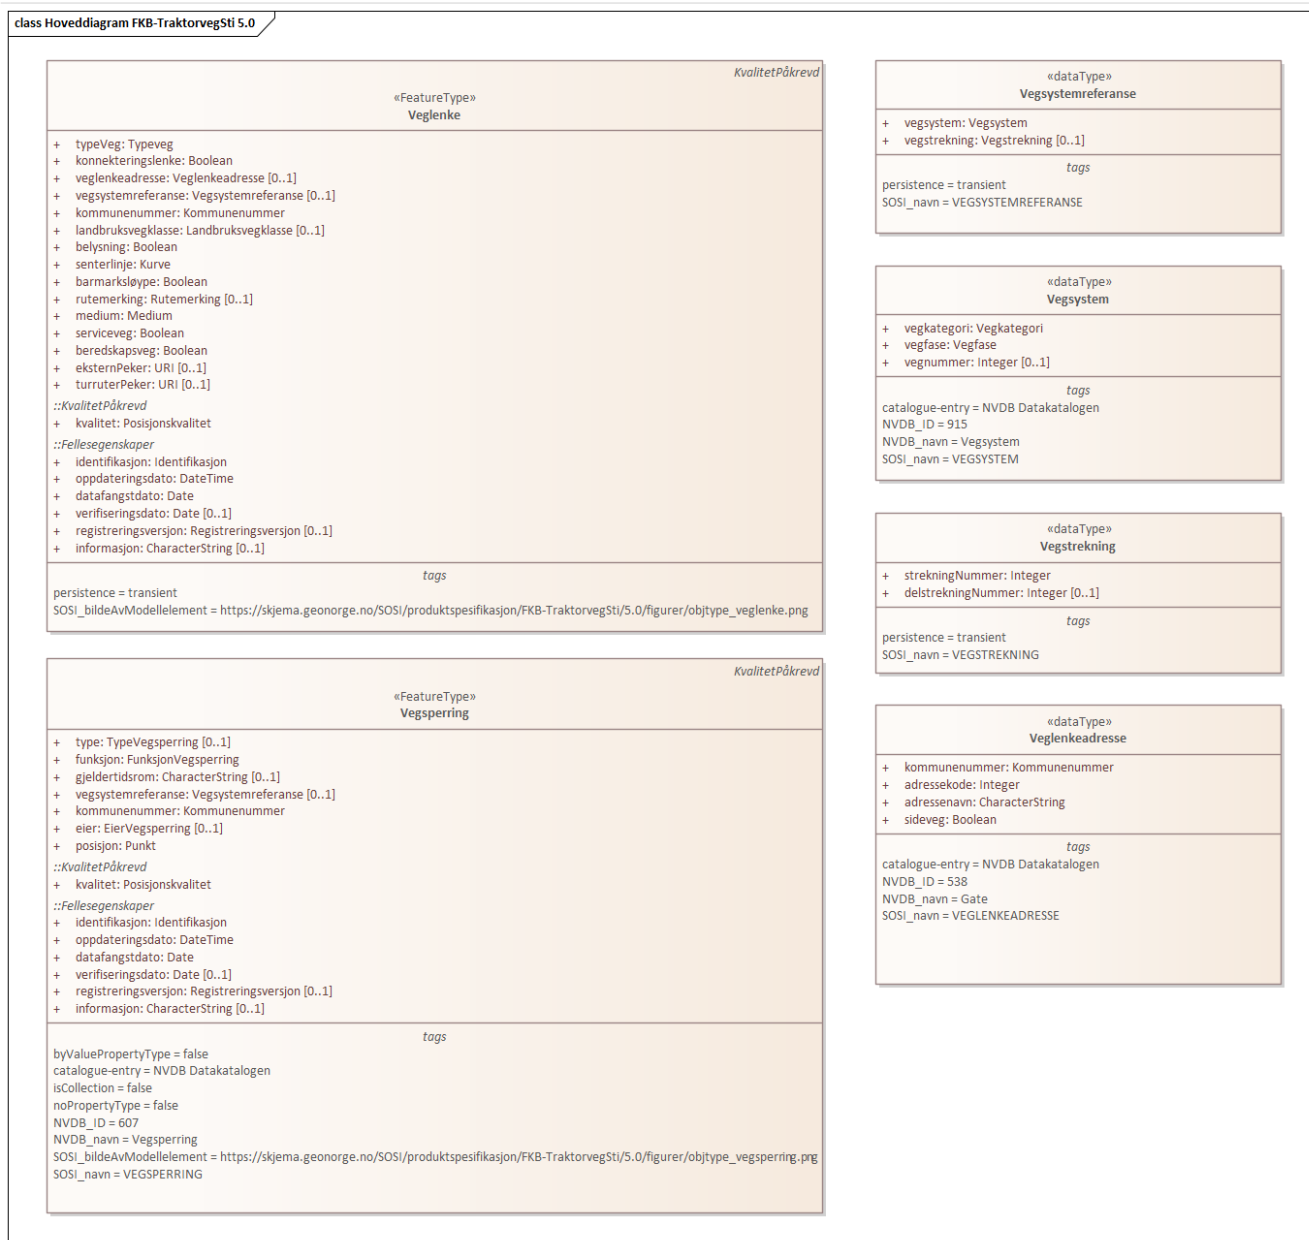 class Hoveddiagram FKB-TraktorvegSti 5.0
KvalitetPåkrevd
«FeatureType»
Veglenke
+ typeVeg: Typeveg
+ konnekteringslenke: Boolean
+ veglenkeadresse: Veglenkeadresse [0..1]
+ vegsystemreferanse: Vegsystemreferanse [0..1]
+ kommunenummer: Kommunenummer
+ landbruksvegklasse: Landbruksvegklasse [0..1]
+ belysning: Boolean
+ senterlinje: Kurve
+ barmarksløype: Boolean
+ rutemerking: Rutemerking [0..1]
+ medium: Medium
+ serviceveg: Boolean
+ beredskapsveg: Boolean
+ eksternPeker: URI [0..1]
+ turruterPeker: URI [0..1]
::KvalitetPåkrevd
+ kvalitet: Posisjonskvalitet
::Fellesegenskaper
+ identifikasjon: Identifikasjon
+ oppdateringsdato: DateTime
+ datafangstdato: Date
+ verifiseringsdato: Date [0..1]
+ registreringsversjon: Registreringsversjon [0..1]
+ informasjon: CharacterString [0..1]
tags
persistence = transient
SOSI_bildeAvModellelement = https://skjema.geonorge.no/SOSI/produktspesifikasjon/FKB-TraktorvegSti/5.0/figurer/objtype_veglenke.png
KvalitetPåkrevd
«FeatureType»
Vegsperring
+ type: TypeVegsperring [0..1]
+ funksjon: FunksjonVegsperring
+ gjeldertidsrom: CharacterString [0..1]
+ vegsystemreferanse: Vegsystemreferanse [0..1]
+ kommunenummer: Kommunenummer
+ eier: EierVegsperring [0..1]
+ posisjon: Punkt
::KvalitetPåkrevd
+ kvalitet: Posisjonskvalitet
::Fellesegenskaper
+ identifikasjon: Identifikasjon
+ oppdateringsdato: DateTime
+ datafangstdato: Date
+ verifiseringsdato: Date [0..1]
+ registreringsversjon: Registreringsversjon [0..1]
+ informasjon: CharacterString [0..1]
tags
byValuePropertyType = false
catalogue-entry = NVDB Datakatalogen
isCollection = false
noPropertyType = false
NVDB_ID = 607
NVDB_navn = Vegsperring
SOSI_bildeAvModellelement = https://skjema.geonorge.no/SOSI/produktspesifikasjon/FKB-TraktorvegSti/5.0/figurer/objtype_vegsperring.png
SOSI_navn = VEGSPERRING
«dataType»
Vegsystemreferanse
+ vegsystem: Vegsystem
+ vegstrekning: Vegstrekning [0..1]
tags
persistence = transient
SOSI_navn = VEGSYSTEMREFERANSE
«dataType»
Vegsystem
+ vegkategori: Vegkategori
+ vegfase: Vegfase
+ vegnummer: Integer [0..1]
tags
catalogue-entry = NVDB Datakatalogen
NVDB_ID = 915
NVDB_navn = Vegsystem
SOSI_navn = VEGSYSTEM
«dataType»
Vegstrekning
+ strekningNummer: Integer
+ delstrekningNummer: Integer [0..1]
tags
persistence = transient
SOSI_navn = VEGSTREKNING
«dataType»
Veglenkeadresse
+ kommunenummer: Kommunenummer
+ adressekode: Integer
+ adressenavn: CharacterString
+ sideveg: Boolean
tags
catalogue-entry = NVDB Datakatalogen
NVDB_ID = 538
NVDB_navn = Gate
SOSI_navn = VEGLENKEADRESSE